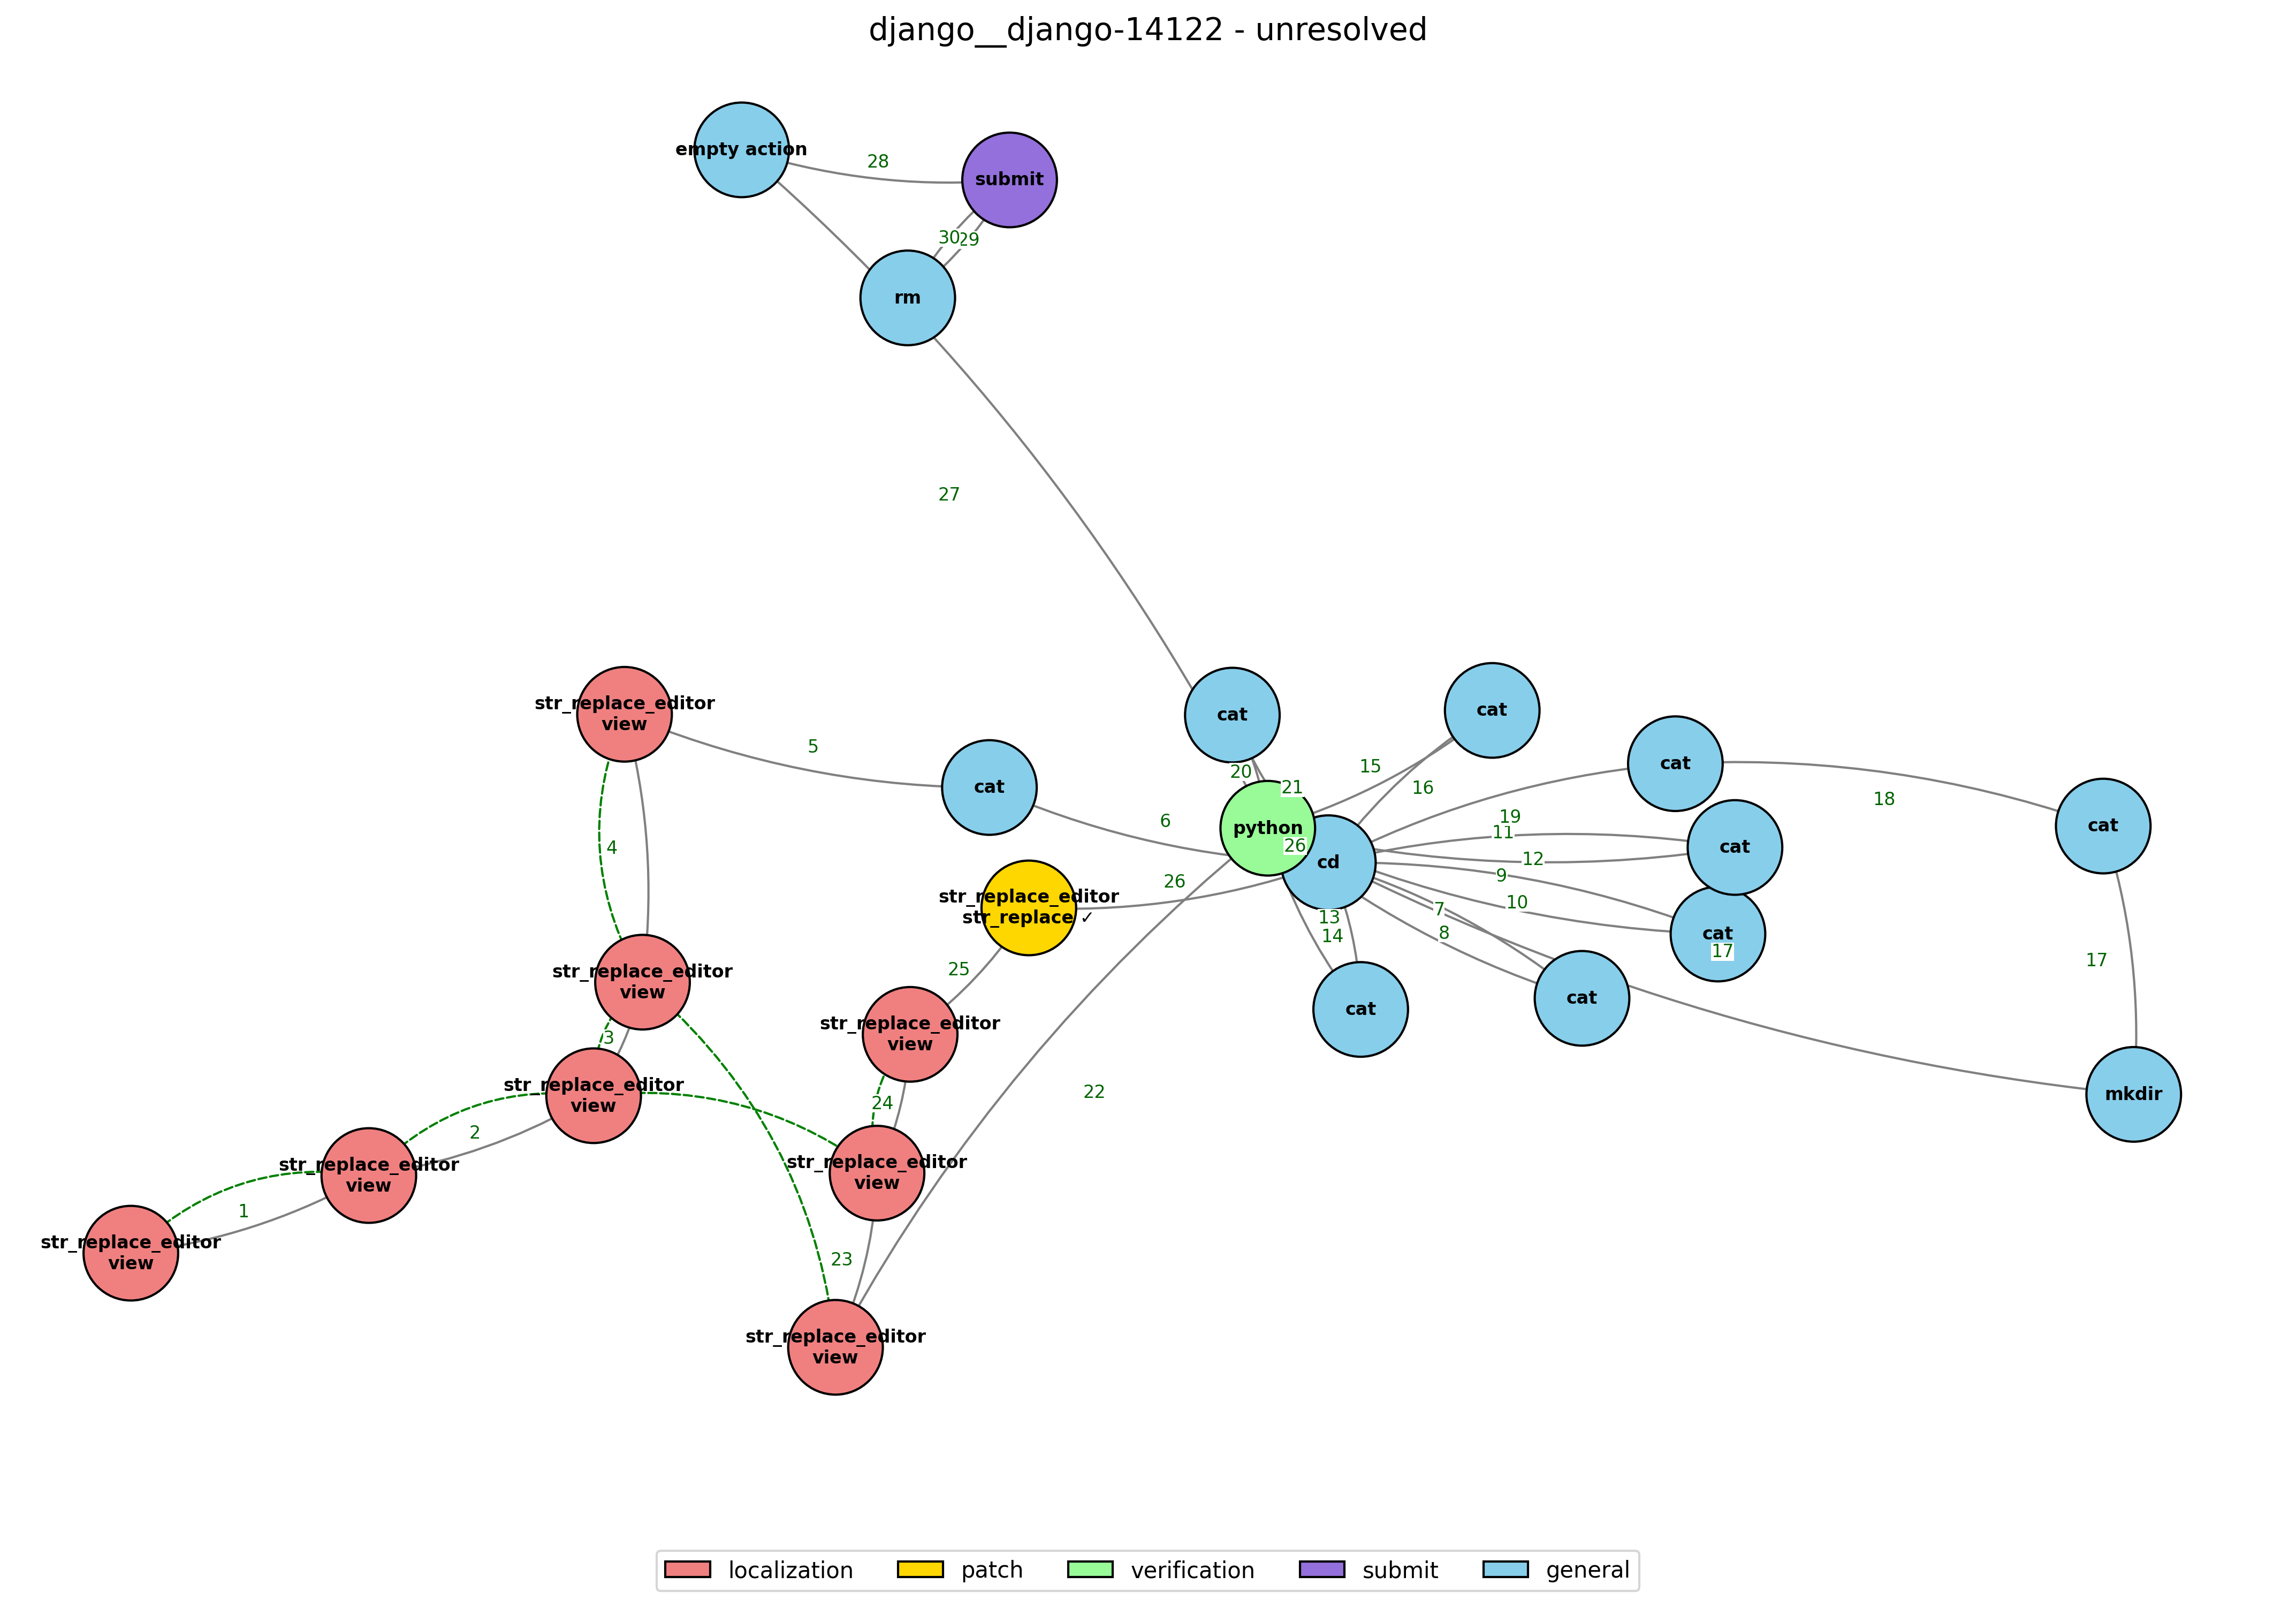 django__django-14122 - unresolved
empty action
28
submit
30
29
rm
27
str_replace_editor
view
5
cat
cat
20
21
15
cat
16
cat
18
cat
4
6
python
26
cd
19
11
12
cat
9
10
cat
17
17
26
str_replace_editor
str_replace ✓
13
14
7
8
25
cat
cat
str_replace_editor
view
3
str_replace_editor
view
24
22
mkdir
str_replace_editor
view
2
str_replace_editor
view
str_replace_editor
view
1
str_replace_editor
view
23
str_replace_editor
view
localization
patch
verification
submit
general